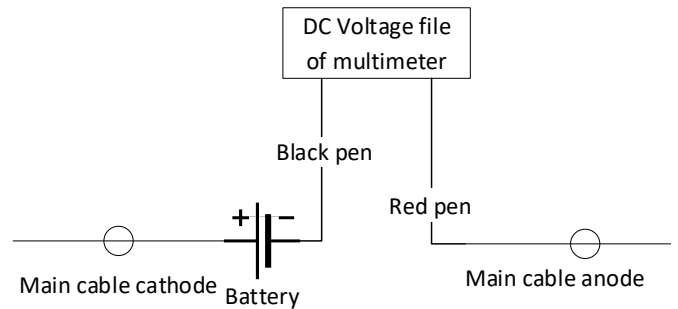 DC Voltage file
of multimeter
Black pen
Red pen
+ −
Main cable cathode
Battery
Main cable anode